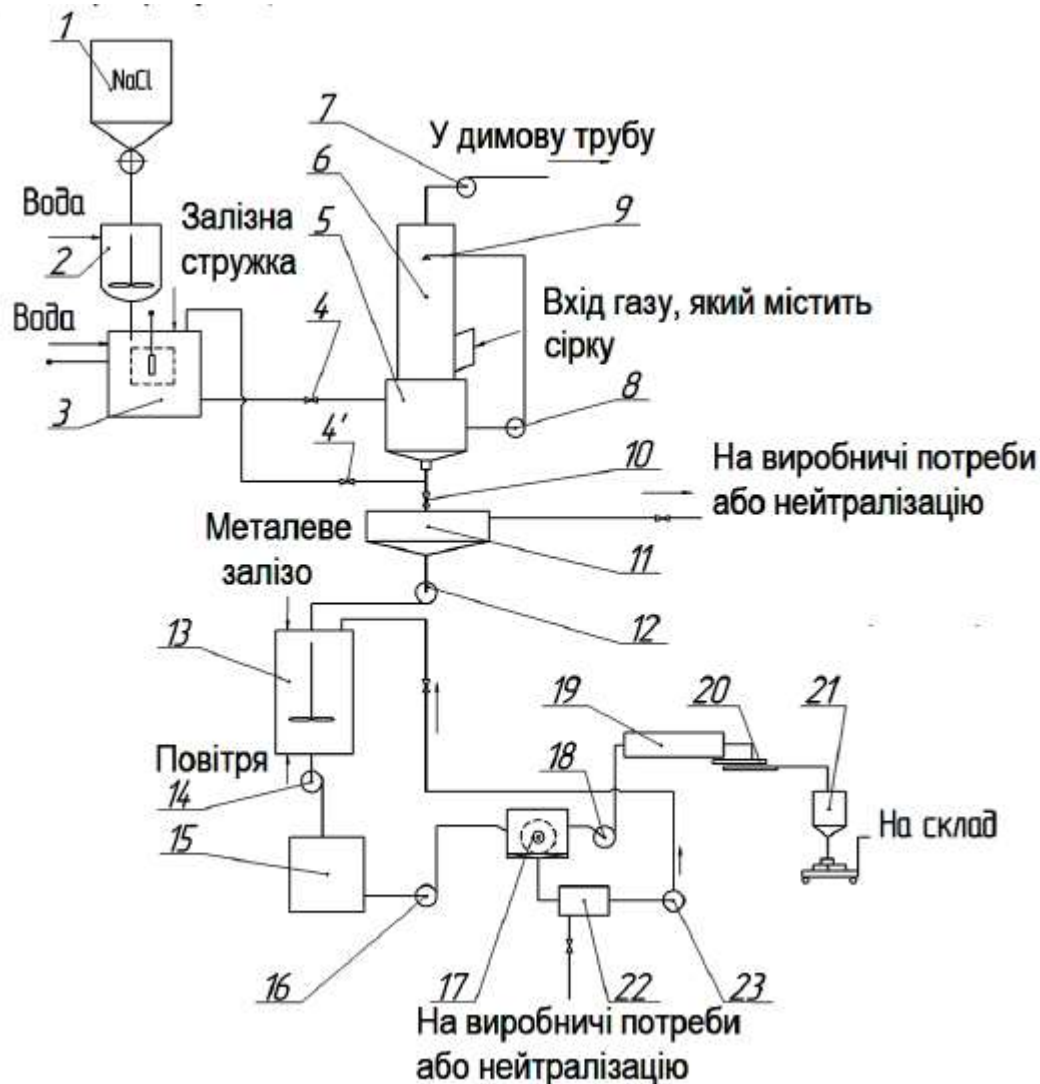 1
NaCl
7
У димову трубу
6
9
Вода
Залізна
стружка
5
2
Вхід газу, який містить
сірку
Вода
4
3
8
4'
10
На виробничі потреби
або нейтралізацію
Металеве
залізо
11
13
12
19
20
21
Повітря
14
18
15
На склад
16
17
22
23
На виробничі потреби
або нейтралізацію